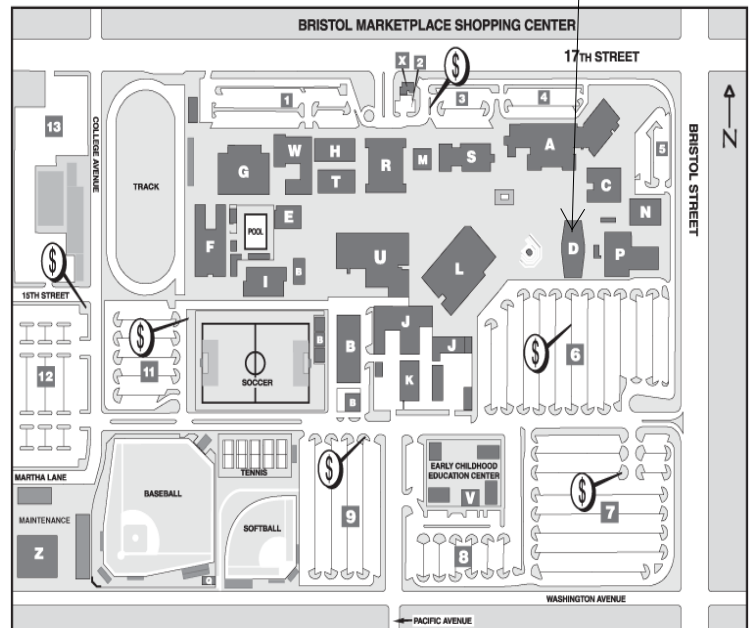 BRISTOL MARKETPLACE SHOPPING CENTER
17TH STREET
X 2
$
1
3
4
13
COLLEGE AVENUE
BRISTOL STREET
N
5
TRACK
W
H
T
G
R
M
S
A
C
N
E
F
POOL
I
B
U
L
D
P
$
15TH STREET
$
11
12
SOCCER
B
B
B
J
J
K
$
6
MARTHA LANE
MAINTENANCE
Z
BASEBALL
TENNIS
SOFTBALL
$
9
EARLY CHILDHOOD
EDUCATION CENTER
V
8
$
7
WASHINGTON AVENUE
PACIFIC AVENUE